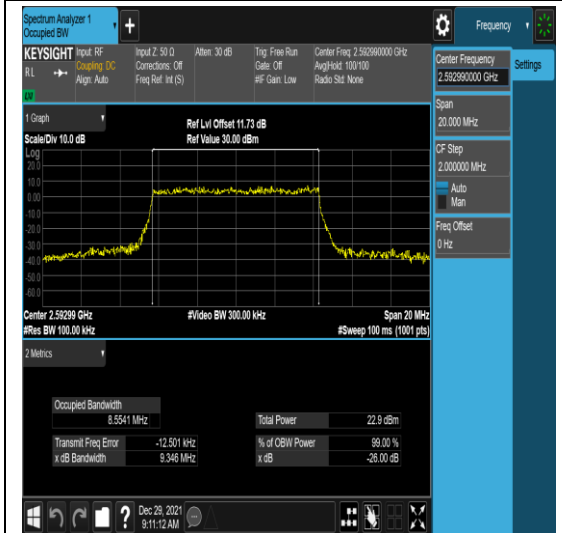 Spectrum Analyzer 1
Occupied BW
+
Frequency
KEYSIGHT
R L
Input: RF
Coupling: DC
Align: Auto
Input Z: 50 Ω
Corrections: Off
Freq Ref: Int (S)
Atten: 30 dB
Trig: Free Run
Gate: Off
#IF Gain: Low
Center Freq: 2.592990000 GHz
Avg|Hold: 100/100
Radio Std: None
Center Frequency
2.592990000 GHz
Settings
Span
20.000 MHz
CF Step
2.000000 MHz
Auto
Man
Freq Offset
0 Hz
1 Graph
Scale/Div 10.0 dB
Ref Lvl Offset 11.73 dB
Ref Value 30.00 dBm
Log
20.0
10.0
0.00
-10.0
-20.0
-30.0
-40.0
-50.0
-60.0
Center 2.59299 GHz
#Res BW 100.00 kHz
#Video BW 300.00 kHz
Span 20 MHz
#Sweep 100 ms (1001 pts)
2 Metrics
Occupied Bandwidth
8.5541 MHz
Total Power 22.9 dBm
Transmit Freq Error -12.501 kHz
% of OBW Power 99.00 %
x dB Bandwidth 9.346 MHz
x dB -26.00 dB
?
Dec 29, 2021
9:11:12 AM